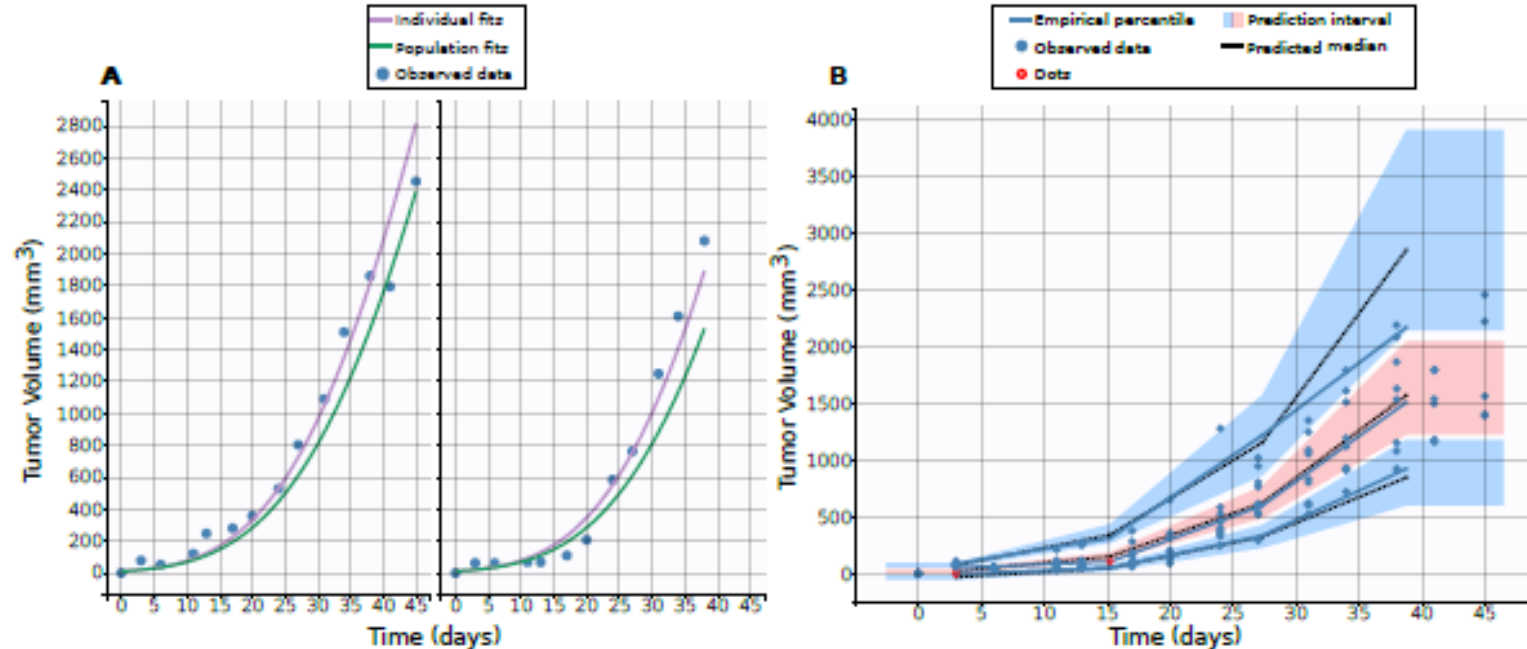 Individual fits
Population fits
Observed data
A
Empirical percentile
Prediction interval
Observed data
Predicted median
Dots
B
Tumor Volume (mm3)
2800
2600
2400
2200
2000
1800
1600
1400
1200
1000
800
600
400
200
0
0 5 10 15 20 25 30 35 40 45
0 5 10 15 20 25 30 35 40 45
Time (days)
Tumor Volume (mm3)
4000
3500
3000
2500
2000
1500
1000
500
0
0 5 10 15 20 25 30 35 40 45
Time (days)